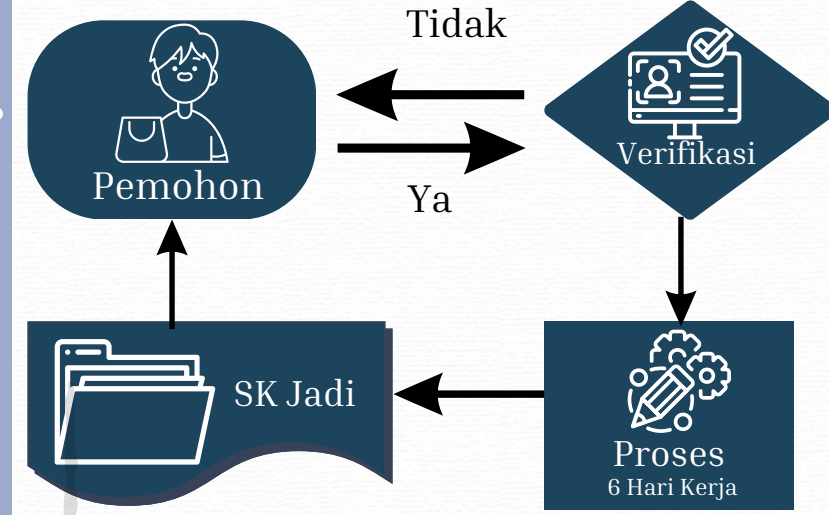 Tidak
Pemohon
Verifikasi
Ya
SK Jadi
Proses
6 Hari Kerja